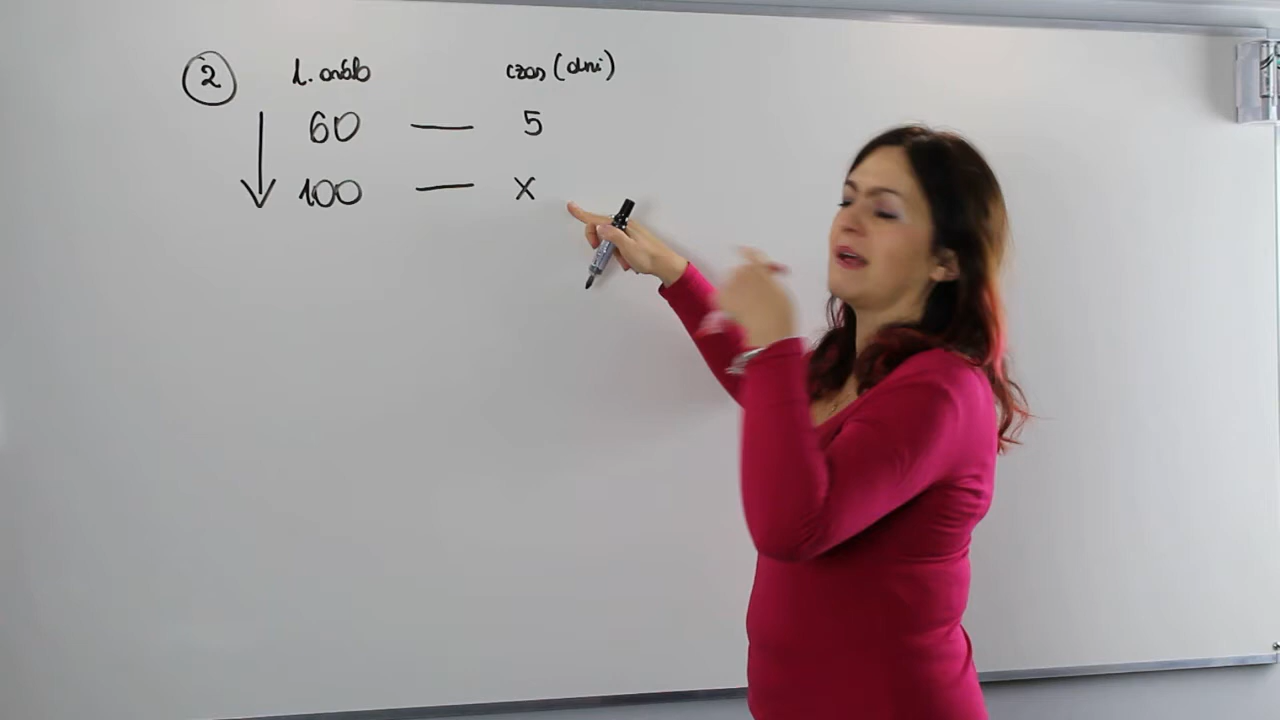 2 l. osób czas (dni)
60 — 5
100 — x